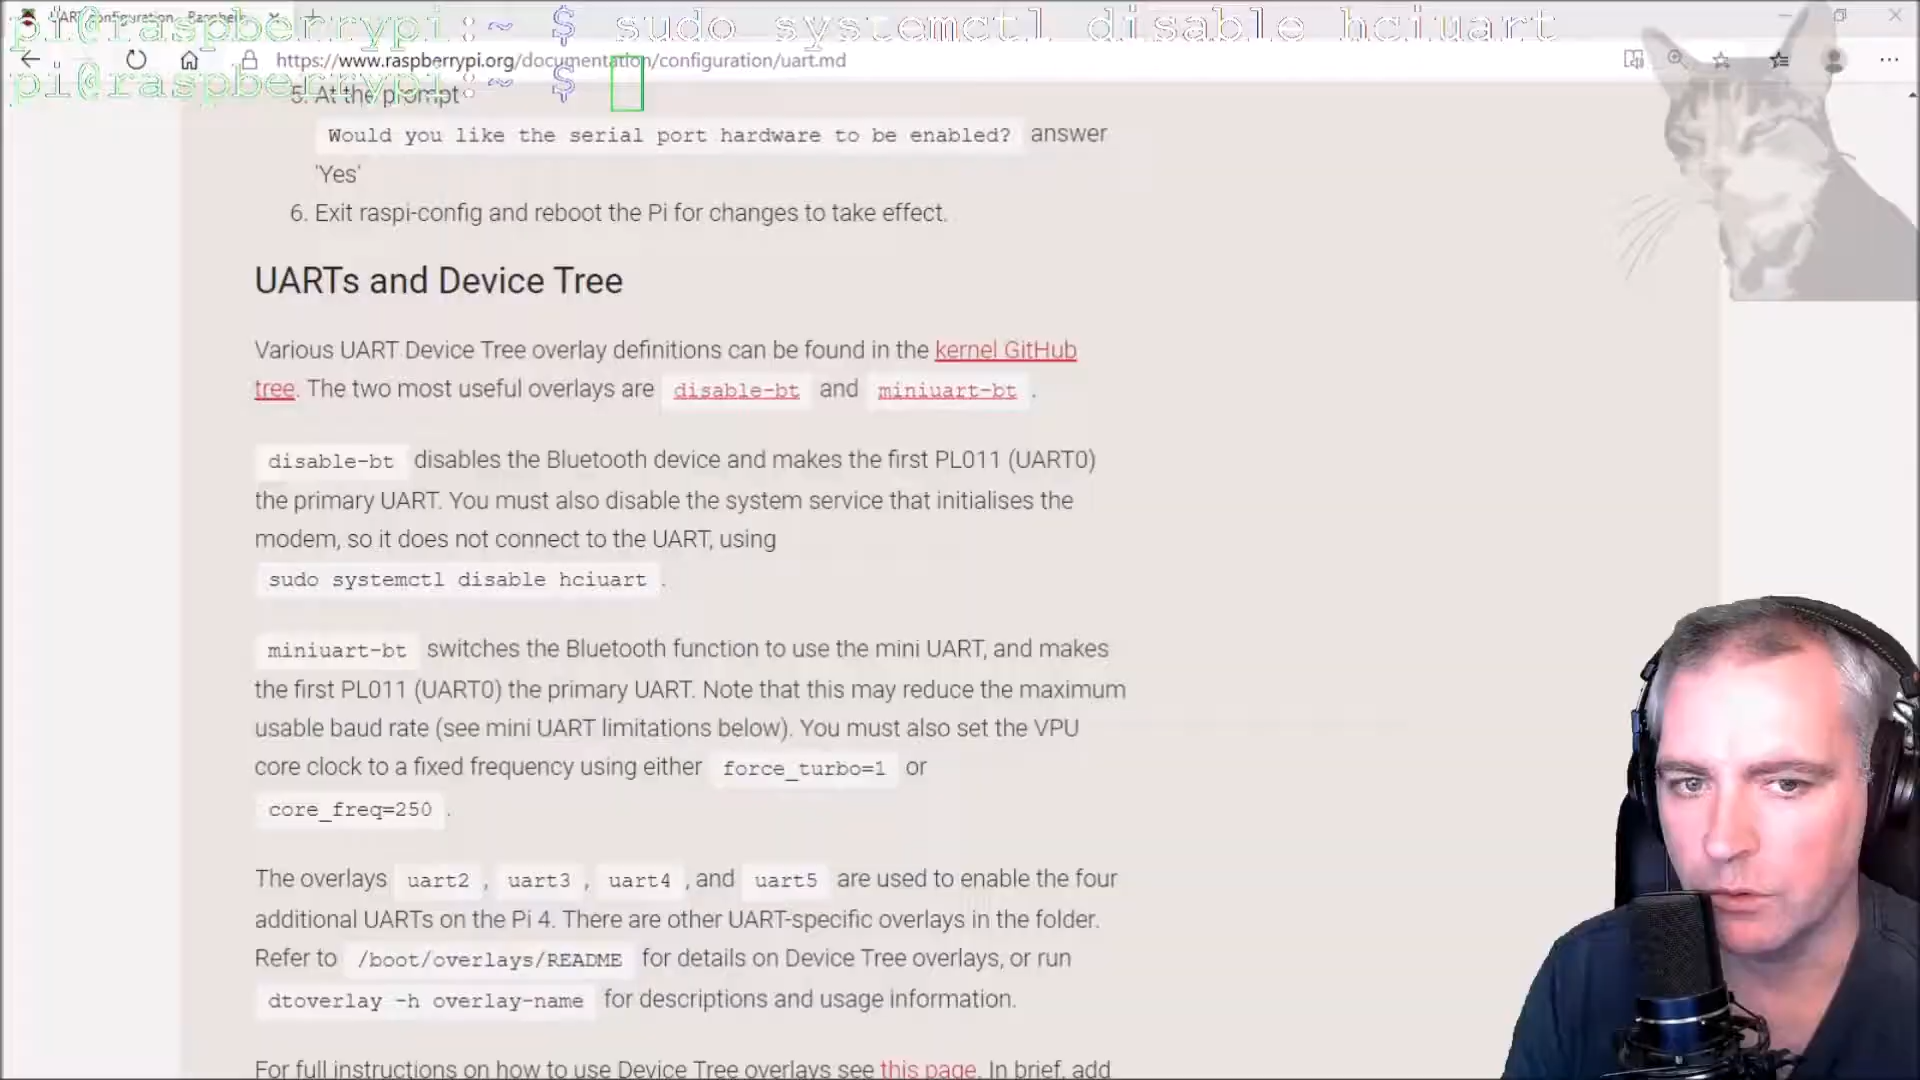 UART configuration - Raspberr
pi@raspberrypi:~ $ sudo systemctl disable hciuart
https://www.raspberrypi.org/documentation/configuration/uart.md
pi@raspberrypi:~ $
5. At the prompt
Would you like the serial port hardware to be enabled? answer
'Yes'
6. Exit raspi-config and reboot the Pi for changes to take effect.
UARTs and Device Tree
Various UART Device Tree overlay definitions can be found in the kernel GitHub
tree. The two most useful overlays are disable-bt and miniuart-bt .
disable-bt disables the Bluetooth device and makes the first PL011 (UART0)
the primary UART. You must also disable the system service that initialises the
modem, so it does not connect to the UART, using
sudo systemctl disable hciuart .
miniuart-bt switches the Bluetooth function to use the mini UART, and makes
the first PL011 (UART0) the primary UART. Note that this may reduce the maximum
usable baud rate (see mini UART limitations below). You must also set the VPU
core clock to a fixed frequency using either force_turbo=1 or
core_freq=250 .
The overlays uart2 , uart3 , uart4 , and uart5 are used to enable the four
additional UARTs on the Pi 4. There are other UART-specific overlays in the folder.
Refer to /boot/overlays/README for details on Device Tree overlays, or run
dtoverlay -h overlay-name for descriptions and usage information.
For full instructions on how to use Device Tree overlays see this page. In brief, add